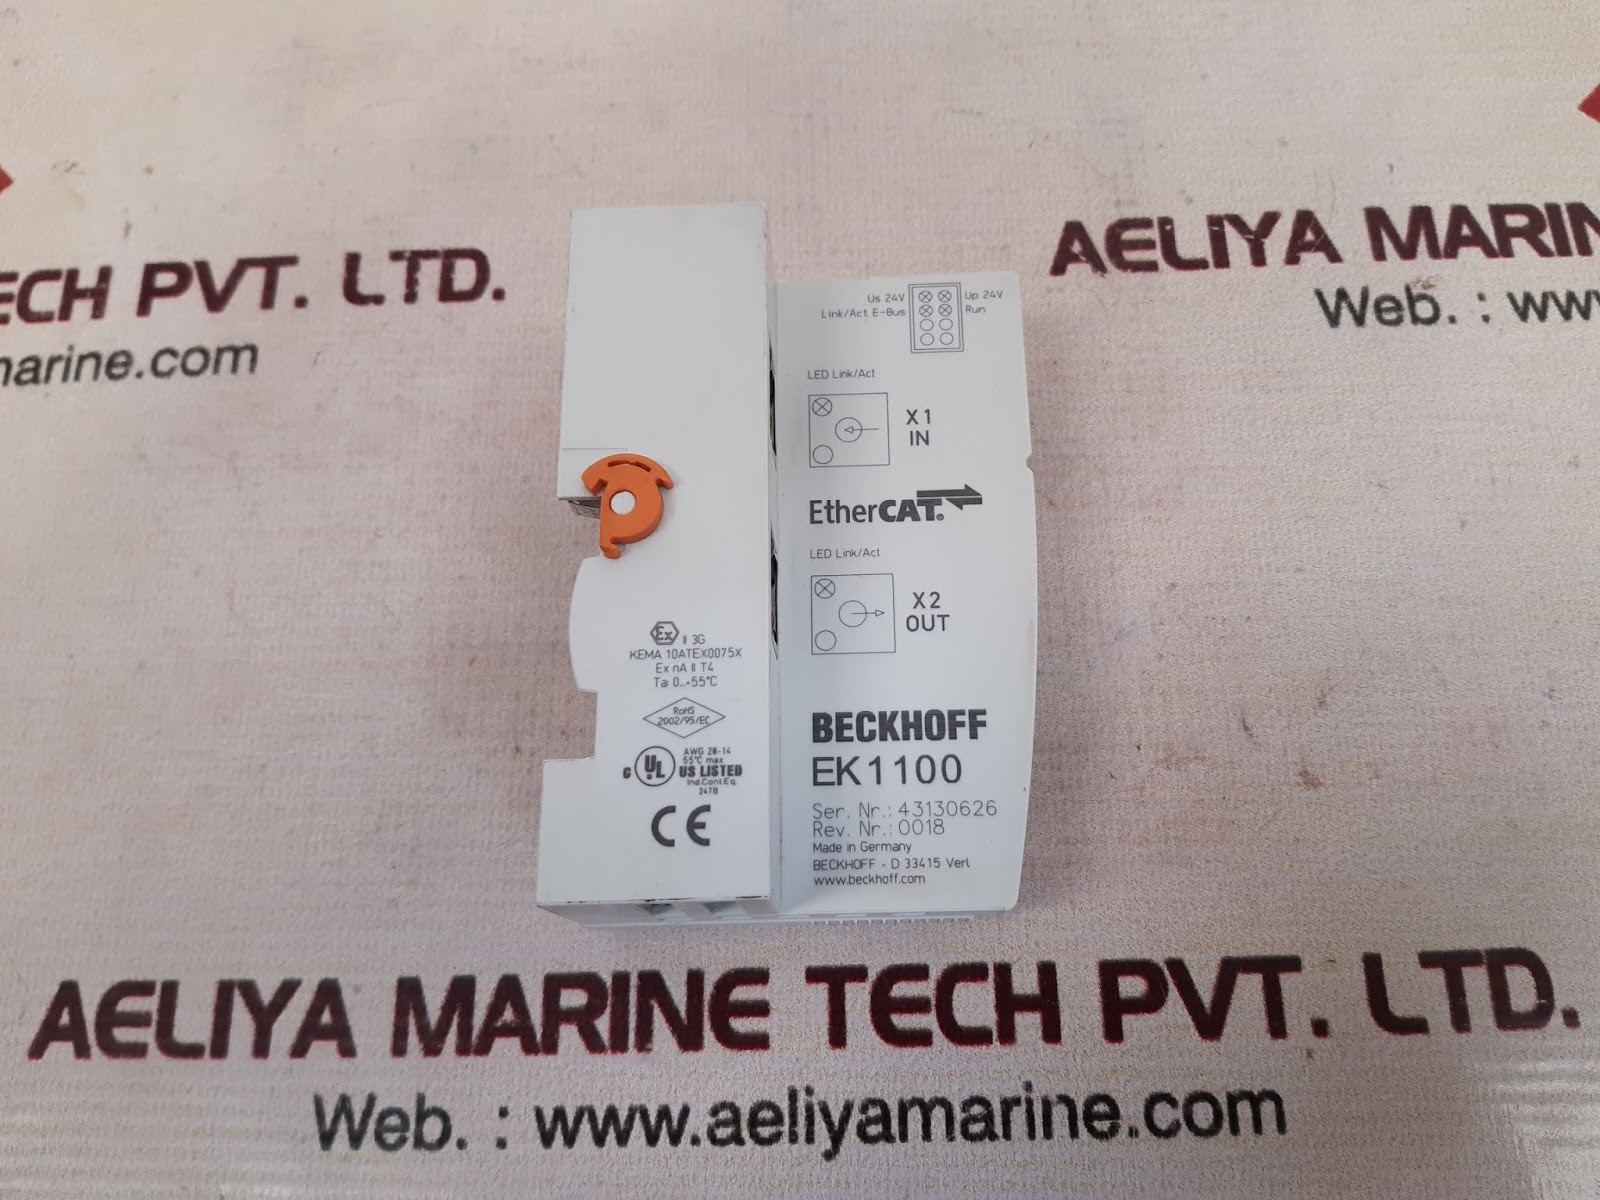 ECH PVT. LTD.
marine.com
AELIYA MARIN
Web. : www
Us 24V
Up 24V
Link/Act E-Bus
Run
LED Link/Act
X1
IN
EtherCAT®
LED Link/Act
X2
OUT
Ex II 3G
KEMA 10ATEX0075X
Ex nA II T4
Ta: 0...+55°C
RoHS
2002/95/EC
AWG 28-14
55°C max
C UL US LISTED
Ind.Cont.Eq.
24TB
CE
BECKHOFF
EK1100
Ser. Nr.: 43130626
Rev. Nr.: 0018
Made in Germany
BECKHOFF - D 33415 Verl
www.beckhoff.com
AELIYA MARINE TECH PVT. LTD.
Web. : www.aeliyamarine.com